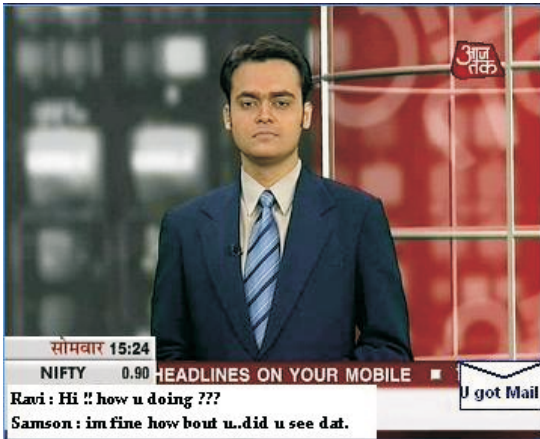 आज
तक
सोमवार 15:24
NIFTY 0.90 HEADLINES ON YOUR MOBILE
U got Mail
Ravi : Hi !! how u doing ???
Samson : im fine how bout u..did u see dat.